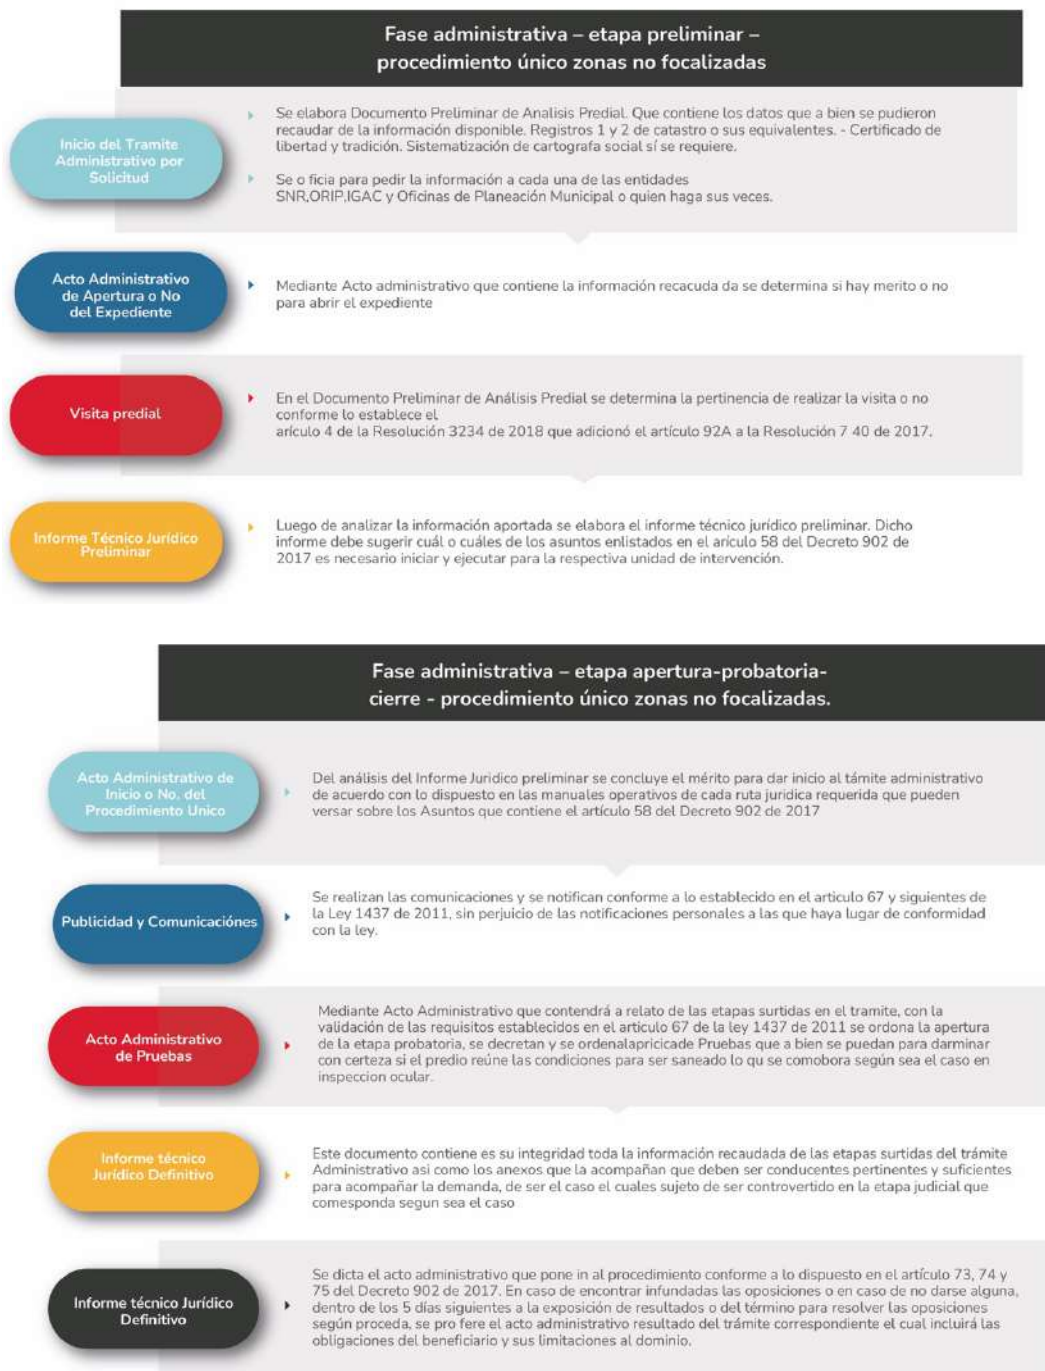 Fase administrativa – etapa preliminar –
procedimiento único zonas no focalizadas
Inicio del Tramite
Administrativo por
Solicitud
Se elabora Documento Preliminar de Analisis Predial. Que contiene los datos que a bien se pudieron
recaudar de la información disponible. Registros 1 y 2 de catastro o sus equivalentes. - Certificado de
libertad y tradición. Sistematización de cartografa social sí se requiere.
Se o ficia para pedir la información a cada una de las entidades
SNR,ORIP,IGAC y Oficinas de Planeación Municipal o quien haga sus veces.
Acto Administrativo
de Apertura o No
del Expediente
Mediante Acto administrativo que contiene la información recacuda da se determina si hay merito o no
para abrir el expediente
Visita predial
En el Documento Preliminar de Análisis Predial se determina la pertinencia de realizar la visita o no
conforme lo establece el
arículo 4 de la Resolución 3234 de 2018 que adicionó el artículo 92A a la Resolución 7 40 de 2017.
Informe Técnico Jurídico
Preliminar
Luego de analizar la información aportada se elabora el informe técnico jurídico preliminar. Dicho
informe debe sugerir cuál o cuáles de los asuntos enlistados en el arículo 58 del Decreto 902 de
2017 es necesario iniciar y ejecutar para la respectiva unidad de intervención.
Fase administrativa – etapa apertura-probatoria-
cierre - procedimiento único zonas no focalizadas.
Acto Administrativo de
Inicio o No. del
Procedimiento Unico
Del análisis del Informe Juridico preliminar se concluye el mérito para dar inicio al támite administrativo
de acuerdo con lo dispuesto en las manuales operativos de cada ruta juridica requerida que pueden
versar sobre los Asuntos que contiene el artículo 58 del Decreto 902 de 2017
Publicidad y Comunicaciónes
Se realizan las comunicaciones y se notifican conforme a lo establecido en el articulo 67 y siguientes de
la Ley 1437 de 2011, sin perjuicio de las notificaciones personales a las que haya lugar de conformidad
con la ley.
Acto Administrativo
de Pruebas
Mediante Acto Administrativo que contendrá a relato de las etapas surtidas en el tramite, con la
validación de las requisitos establecidos en el articulo 67 de la ley 1437 de 2011 se ordona la apertura
de la etapa probatoria, se decretan y se ordenalapricicade Pruebas que a bien se puedan para darminar
con certeza si el predio reúne las condiciones para ser saneado lo qu se comobora según sea el caso en
inspeccion ocular.
Informe técnico
Jurídico Definitivo
Este documento contiene es su integridad toda la información recaudada de las etapas surtidas del trámite
Administrativo asi como los anexos que la acompañan que deben ser conducentes pertinentes y suficientes
para acompañar la demanda, de ser el caso el cuales sujeto de ser controvertido en la etapa judicial que
comesponda segun sea el caso
Informe técnico Jurídico
Definitivo
Se dicta el acto administrativo que pone in al procedimiento conforme a lo dispuesto en el artículo 73, 74 y
75 del Decreto 902 de 2017. En caso de encontrar infundadas las oposiciones o en caso de no darse alguna,
dentro de los 5 días siguientes a la exposición de resultados o del término para resolver las oposiciones
según proceda, se pro fere el acto administrativo resultado del trámite correspondiente el cual incluirá las
obligaciones del beneficiario y sus limitaciones al dominio.